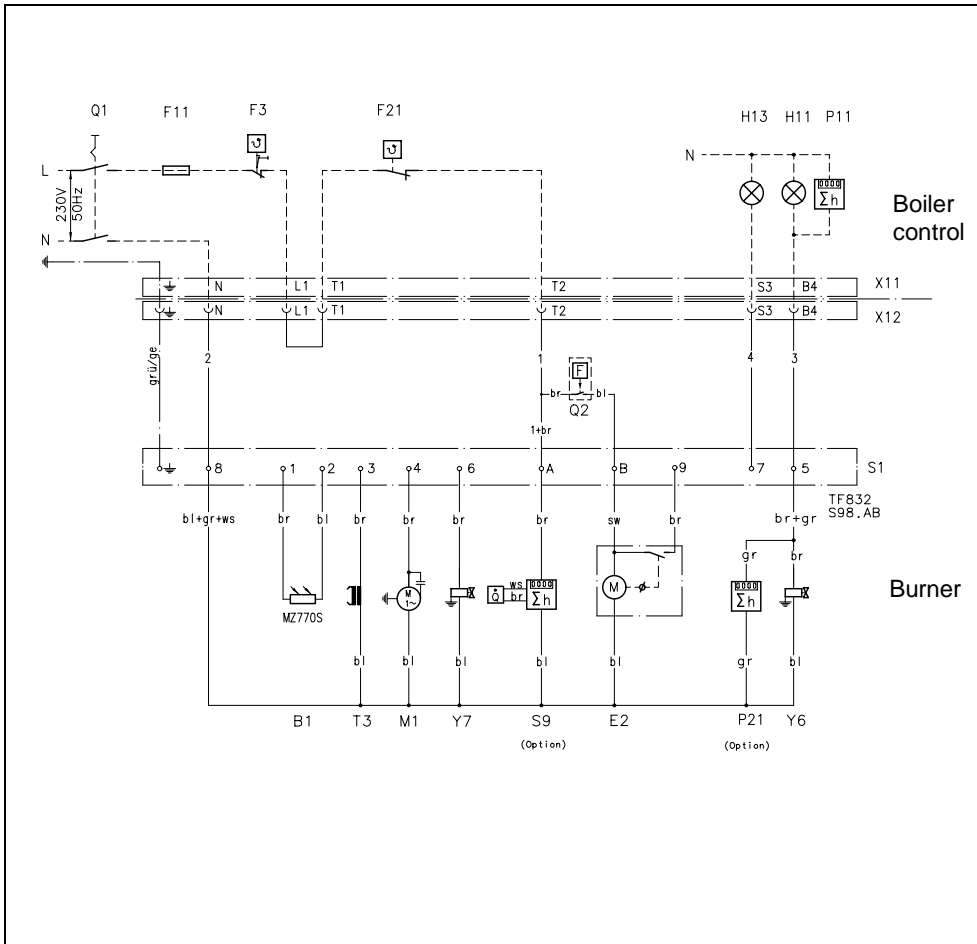 Q1 F11 F3 F21 H13 H11 P11
N
L
230V
50Hz
0000
Σh
Boiler
control
N
N L1 T1 T2 S3 B4 X11
N L1 T1 T2 S3 B4 X12
grü/ge
2 1 4 3
F
br bl
Q2
1+br
8 1 2 3 4 6 A B 9 7 5 S1
TF832
S98.AB
bl+gr+ws br bl br br br br sw br br+gr
gr br
M
1~
ws
br
Q
0000
Σh
M
ϕ
0000
Σh
Burner
MZ770S
bl bl bl bl bl gr bl
B1 T3 M1 Y7 S9 E2 P21 Y6
(Option) (Option)